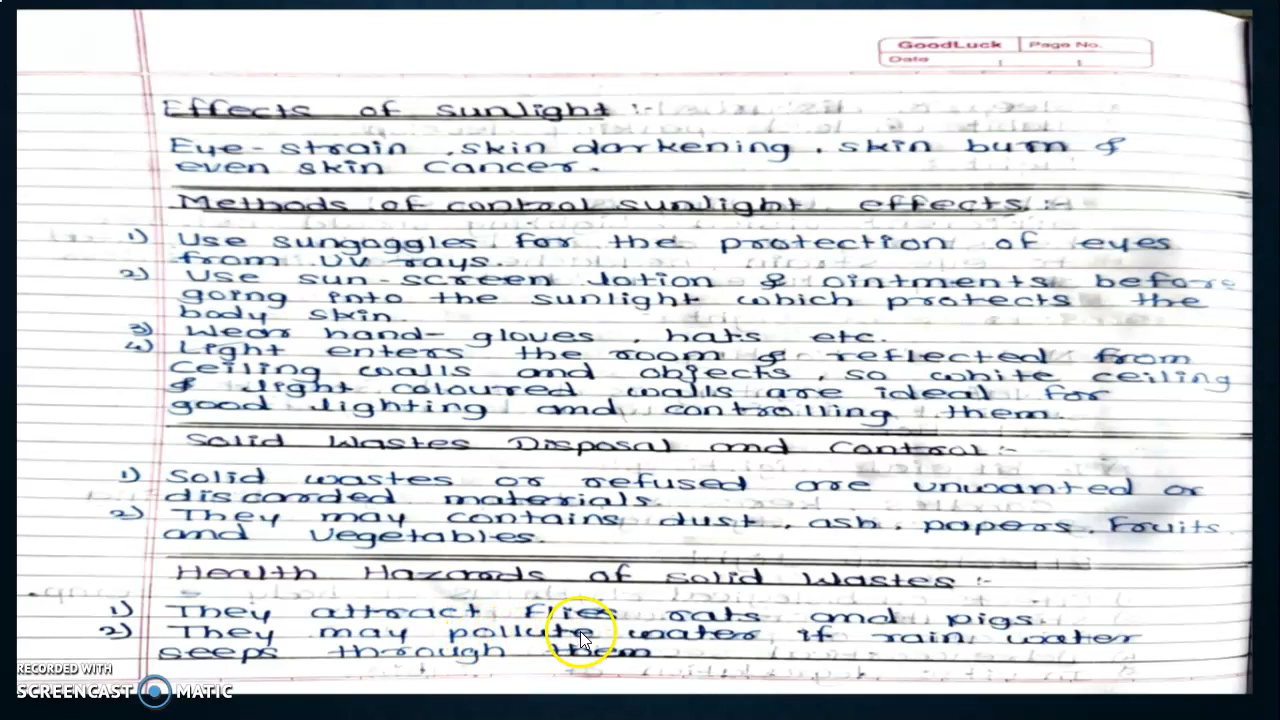 GoodLuck Page No.
Date
Effects of sunlight :-
Eye-strain, skin darkening, skin burn &
even skin cancer.
Methods of control sunlight effects :-
1) Use sungoggles for the protection of eyes
from UV rays.
2) Use sun-screen lotion & ointments before
going into the sunlight which protects the
body skin.
3) Wear hand-gloves, hats etc.
4) Light enters the room & reflected from
ceiling walls and objects, so white ceiling
& light coloured walls are ideal for
good lighting and controlling them.
Solid Wastes Disposal and Control :-
1) Solid wastes or refused are unwanted or
discarded materials.
2) They may contains dust, ash, papers, fruits
and vegetables.
Health Hazards of solid wastes :-
1) They attract flies rats and pigs.
2) They may pollute water if rain water
seeps through them
RECORDED WITH
SCREENCAST MATIC